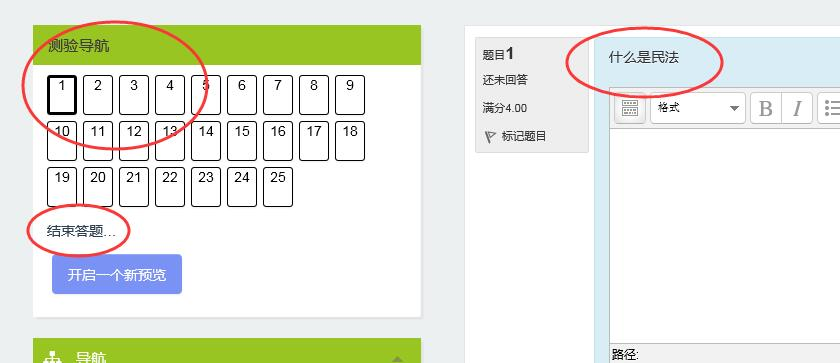 测验导航
1 2 3 4 5 6 7 8 9
10 11 12 13 14 15 16 17 18
19 20 21 22 23 24 25
结束答题...
开启一个新预览
导航
题目1
还未回答
满分4.00
标记题目
什么是民法
格式 B I
路径: